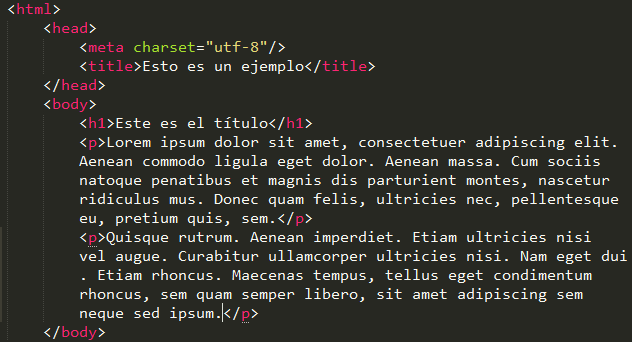 <html>
<head>
<meta charset="utf-8"/>
<title>Esto es un ejemplo</title>
</head>
<body>
<h1>Este es el título</h1>
<p>Lorem ipsum dolor sit amet, consectetuer adipiscing elit.
Aenean commodo ligula eget dolor. Aenean massa. Cum sociis
natoque penatibus et magnis dis parturient montes, nascetur
ridiculus mus. Donec quam felis, ultricies nec, pellentesque
eu, pretium quis, sem.</p>
<p>Quisque rutrum. Aenean imperdiet. Etiam ultricies nisi
vel augue. Curabitur ullamcorper ultricies nisi. Nam eget dui
. Etiam rhoncus. Maecenas tempus, tellus eget condimentum
rhoncus, sem quam semper libero, sit amet adipiscing sem
neque sed ipsum.</p>
</body>